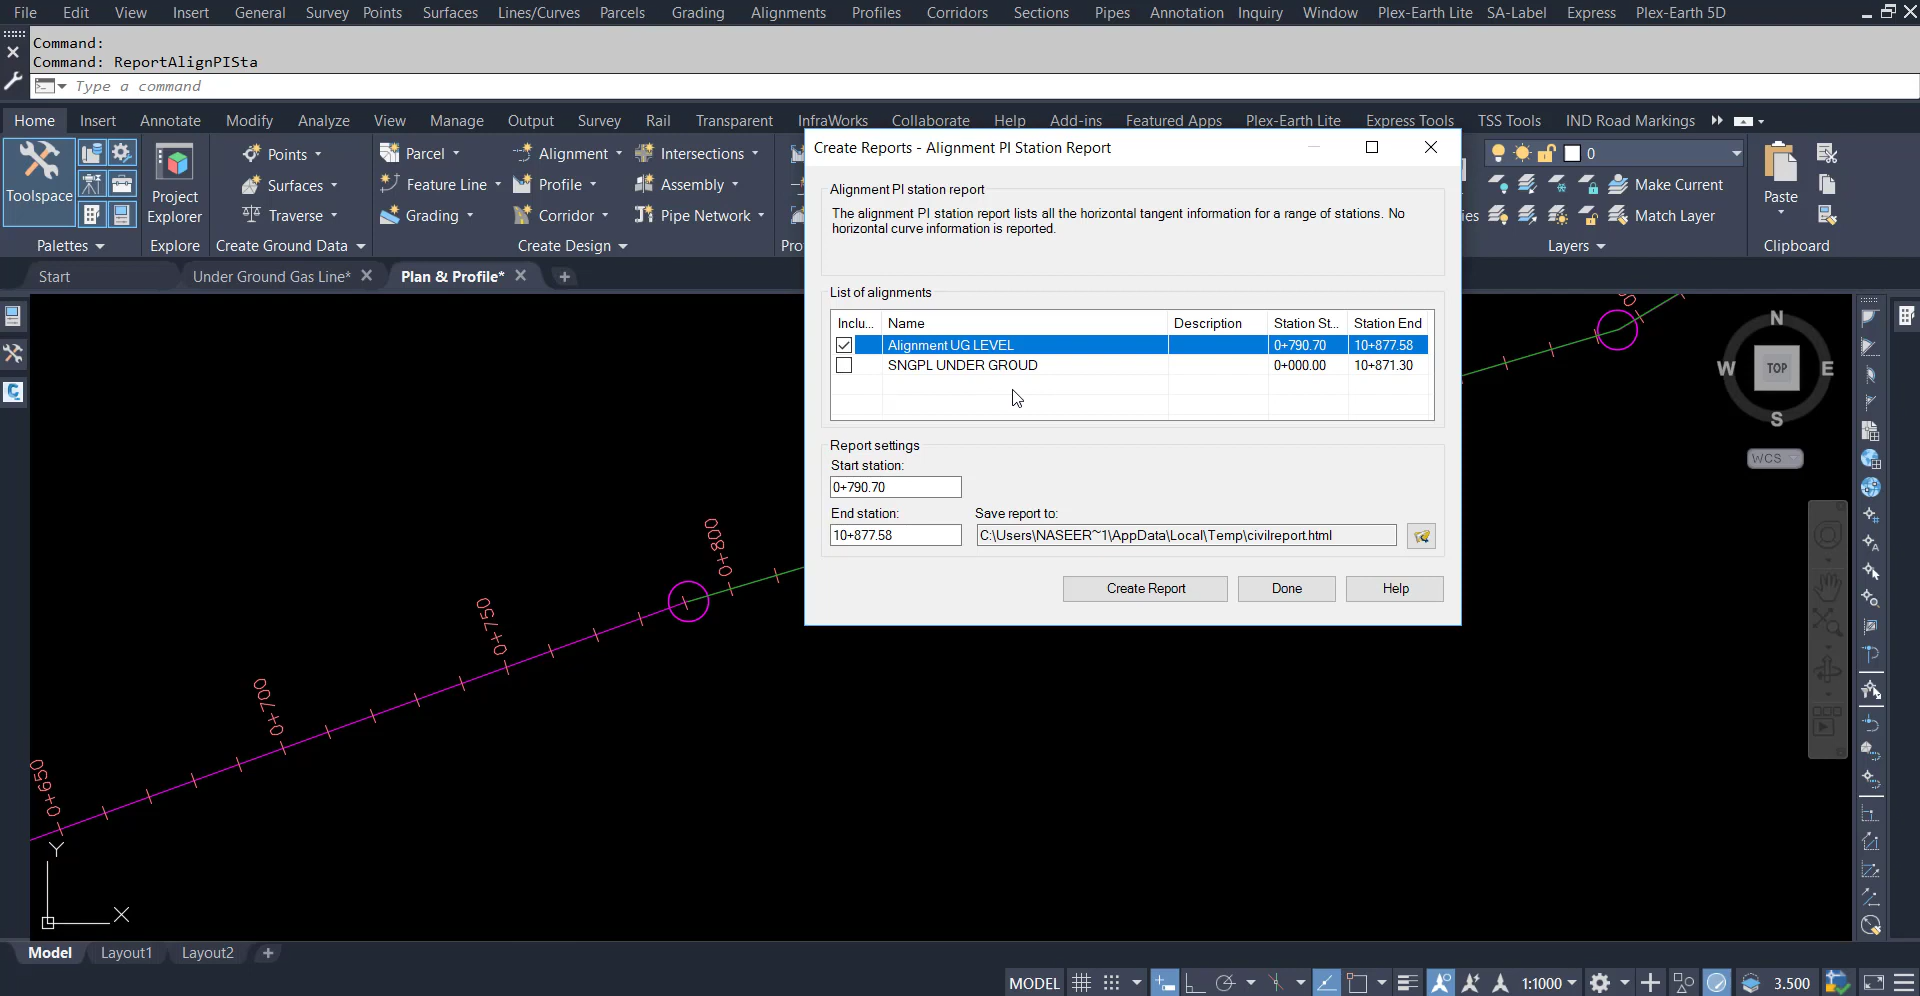 File Edit View Insert General Survey Points Surfaces Lines/Curves Parcels Grading Alignments Profiles Corridors Sections Pipes Annotation Inquiry Window Plex-Earth Lite SA-Label Express Plex-Earth 5D
Command:
Command: ReportAlignPISta
Type a command
Home Insert Annotate Modify Analyze View Manage Output Survey Rail Transparent InfraWorks Collaborate Help Add-ins Featured Apps Plex-Earth Lite Express Tools TSS Tools IND Road Markings
Toolspace
Palettes
Project
Explorer
Explore
Points
Surfaces
Traverse
Create Ground Data
Parcel
Feature Line
Grading
Alignment
Profile
Corridor
Intersections
Assembly
Pipe Network
Create Design
0
Make Current
Match Layer
Layers
Paste
Clipboard
Start
Under Ground Gas Line*
Plan & Profile*
Create Reports - Alignment PI Station Report
Alignment PI station report
The alignment PI station report lists all the horizontal tangent information for a range of stations. No
horizontal curve information is reported.
List of alignments
Inclu... Name Description Station St... Station End
Alignment UG LEVEL 0+790.70 10+877.58
SNGPL UNDER GROUD 0+000.00 10+871.30
Report settings
Start station:
0+790.70
End station:
10+877.58
Save report to:
C:\Users\NASEER~1\AppData\Local\Temp\civilreport.html
Create Report Done Help
0+650
0+700
0+750
0+800
N
W TOP E
S
WCS
Y
X
Model Layout1 Layout2
MODEL 1:1000 3.500